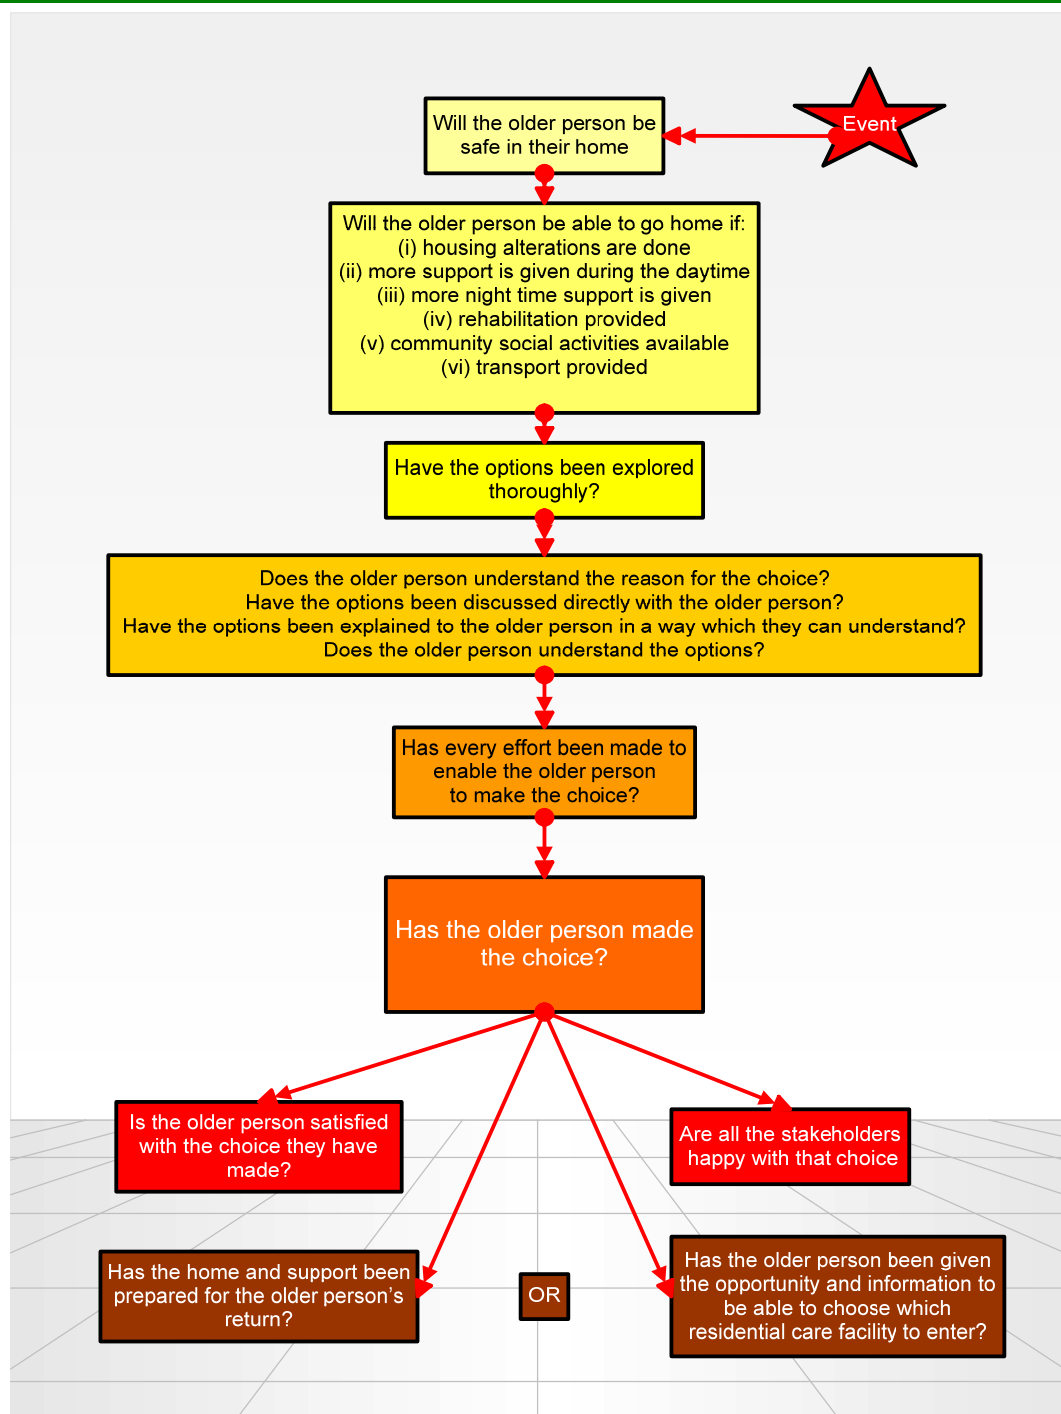 Event
Will the older person be
safe in their home
Will the older person be able to go home if:
(i) housing alterations are done
(ii) more support is given during the daytime
(iii) more night time support is given
(iv) rehabilitation provided
(v) community social activities available
(vi) transport provided
Have the options been explored
thoroughly?
Does the older person understand the reason for the choice?
Have the options been discussed directly with the older person?
Have the options been explained to the older person in a way which they can understand?
Does the older person understand the options?
Has every effort been made to
enable the older person
to make the choice?
Has the older person made
the choice?
Is the older person satisfied
with the choice they have
made?
Are all the stakeholders
happy with that choice
Has the home and support been
prepared for the older person’s
return?
OR
Has the older person been given
the opportunity and information to
be able to choose which
residential care facility to enter?